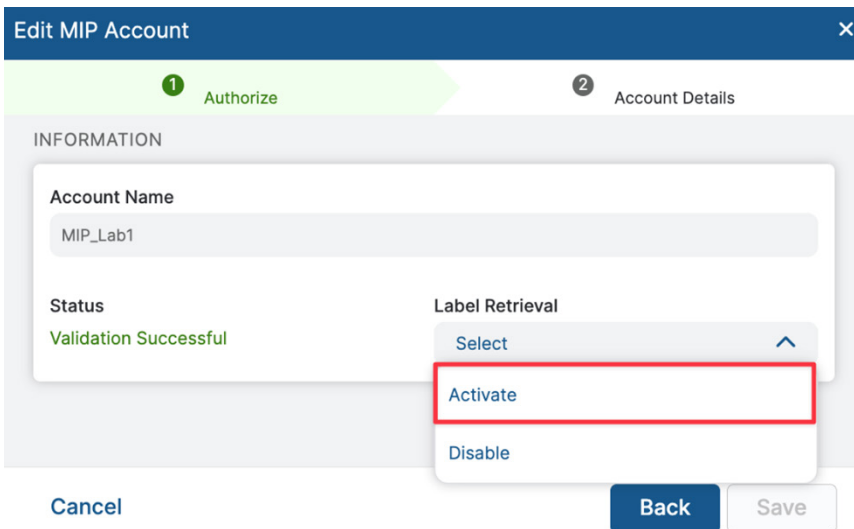 Edit MIP Account
1 Authorize
2 Account Details
INFORMATION
Account Name
MIP_Lab1
Status
Label Retrieval
Validation Successful
Select
Activate
Disable
Cancel
Back
Save